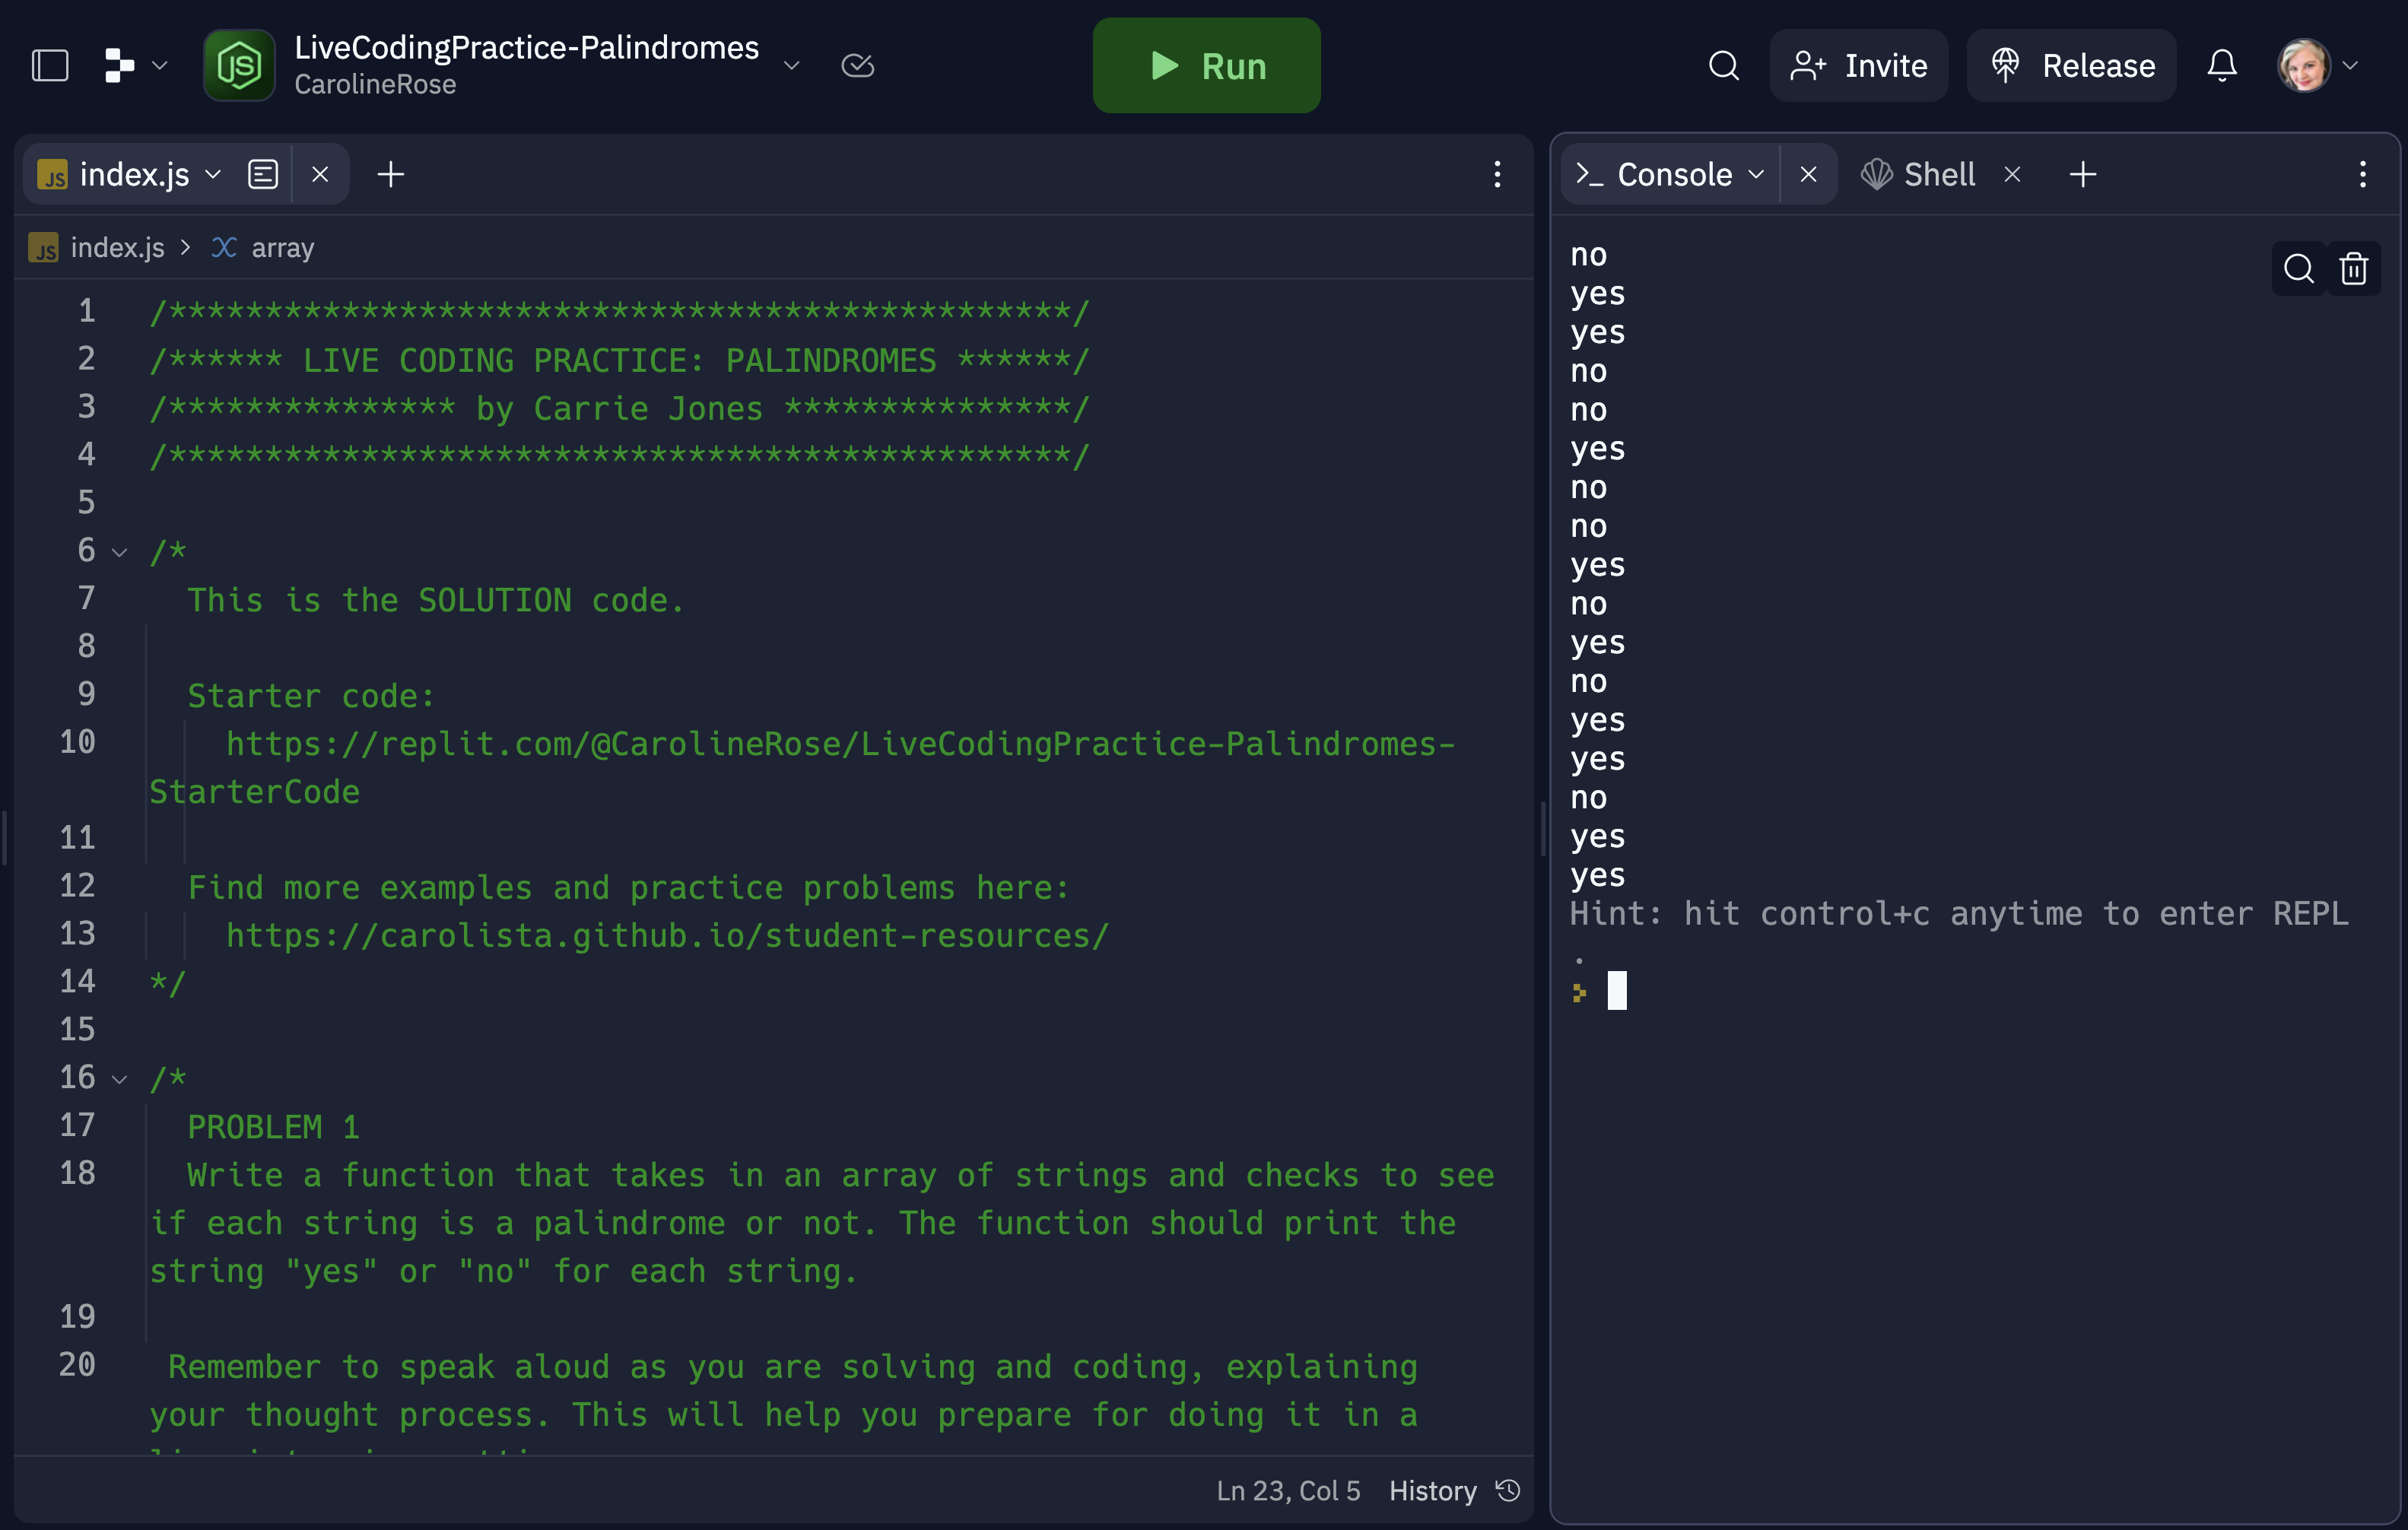 LiveCodingPractice-Palindromes
CarolineRose
Run
Invite
Release
JS index.js
JS index.js > array
1 /***********************************************/
2 /****** LIVE CODING PRACTICE: PALINDROMES ******/
3 /*************** by Carrie Jones ***************/
4 /***********************************************/
5
6 /*
7 This is the SOLUTION code.
8
9 Starter code:
10 https://replit.com/@CarolineRose/LiveCodingPractice-Palindromes-
StarterCode
11
12 Find more examples and practice problems here:
13 https://carolista.github.io/student-resources/
14 */
15
16 /*
17 PROBLEM 1
18 Write a function that takes in an array of strings and checks to see
if each string is a palindrome or not. The function should print the
string "yes" or "no" for each string.
19
20 Remember to speak aloud as you are solving and coding, explaining
your thought process. This will help you prepare for doing it in a
Ln 23, Col 5 History
Console Shell
no
yes
yes
no
no
yes
no
no
yes
no
yes
no
yes
yes
no
yes
yes
Hint: hit control+c anytime to enter REPL
.